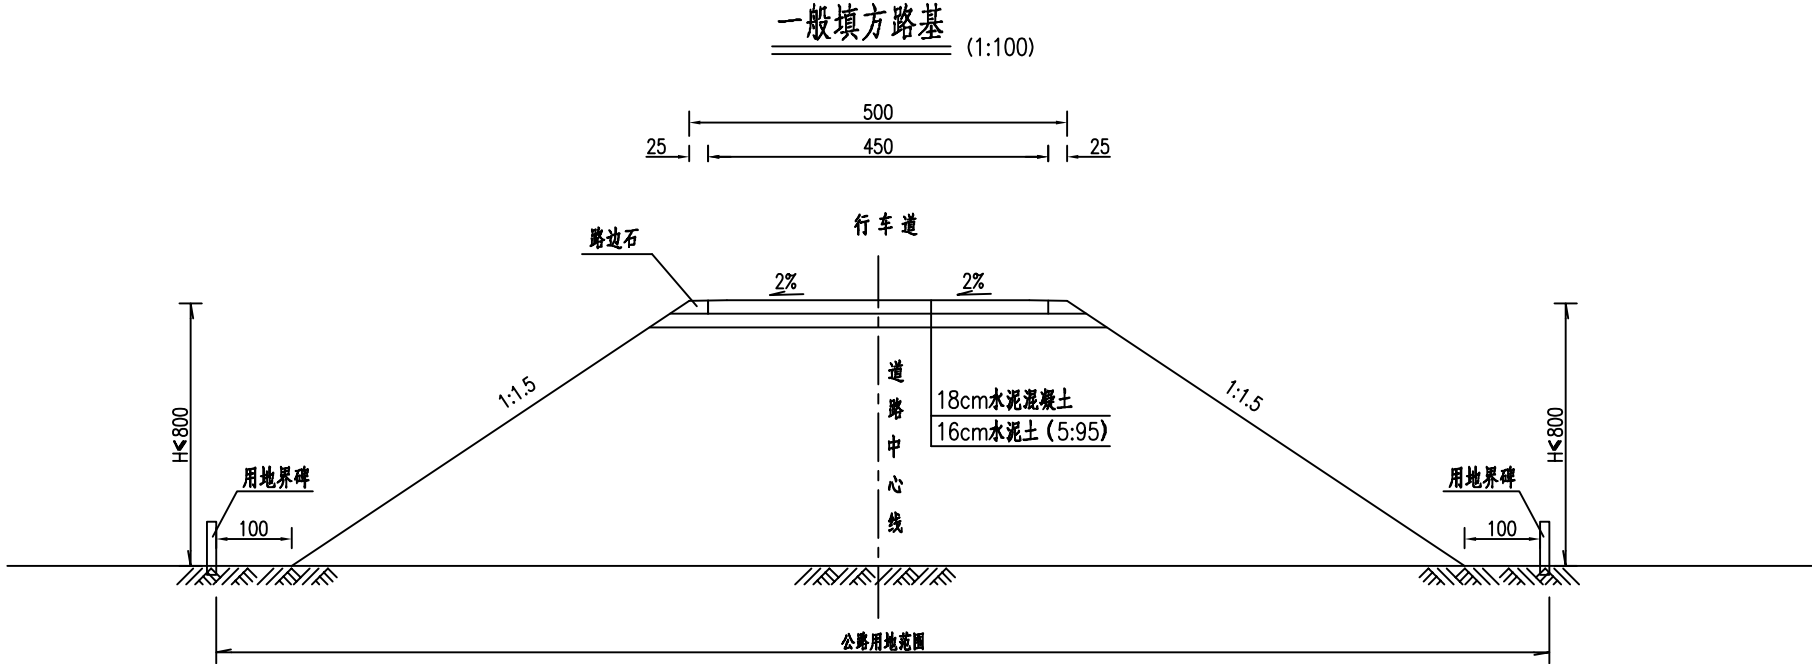 一般填方路基
(1:100)
500
25 450 25
行车道
路边石
2% 2%
道路中心线
1:1.5 1:1.5
18cm水泥混凝土
16cm水泥土(5:95)
H<800 H<800
用地界碑 用地界碑
100 100
公路用地范围